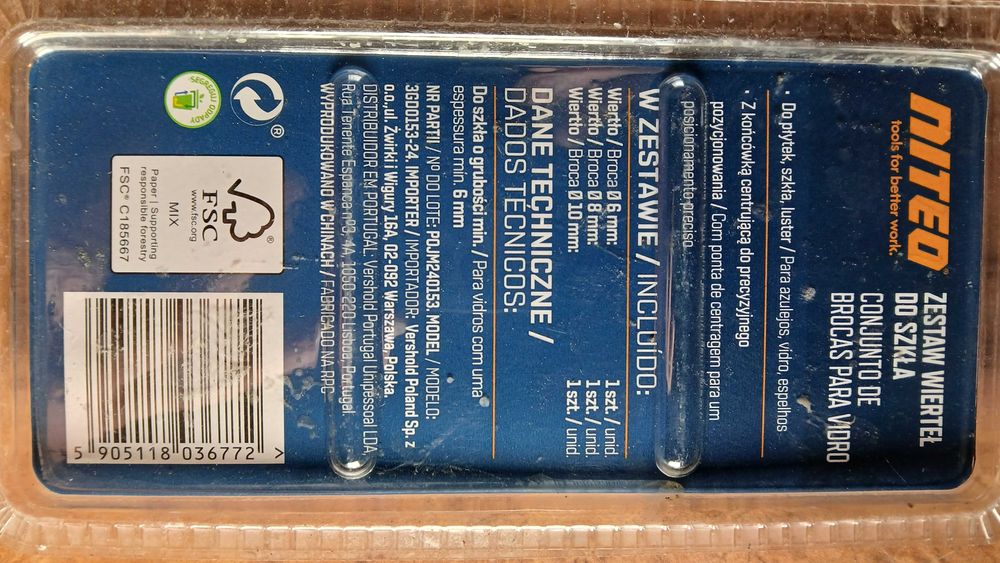 NITEO®
tools for better work.®
ZESTAW WIERTEŁ
DO SZKŁA
CONJUNTO DE
BROCAS PARA VIDRO
• Do płytek, szkła, luster / Para azulejos, vidro, espelhos
• Z końcówką centrującą do precyzyjnego
pozycjonowania / Com ponta de centragem para um
posicionamento preciso
W ZESTAWIE / INCLUÍDO:
Wiertło / Broca Ø 6 mm: 1 szt. / unid.
Wiertło / Broca Ø 8 mm: 1 szt. / unid.
Wiertło / Broca Ø 10 mm: 1 szt. / unid.
DANE TECHNICZNE /
DADOS TÉCNICOS:
Do szkła o grubości min. / Para vidros com uma
espessura min. 6 mm
NR PARTII / Nº DO LOTE: POJM240153. MODEL / MODELO:
3GD0153-24. IMPORTER / IMPORTADOR: Vershold Poland Sp. z
o.o., ul. Żwirki i Wigury 16A, 02-092 Warszawa, Polska.
DISTRIBUIDOR EM PORTUGAL: Vershold Portugal Unipessoal LDA
Rua Tenente Espanca nº3, 4A, 1050-220 Lisboa, Portugal
WYPRODUKOWANO W CHINACH / FABRICADO NA RPC
®
SEGREGUJ ODPADY
®
FSC
www.fsc.org
MIX
Paper | Supporting
responsible forestry
FSC® C185667
5 905118 036772 >